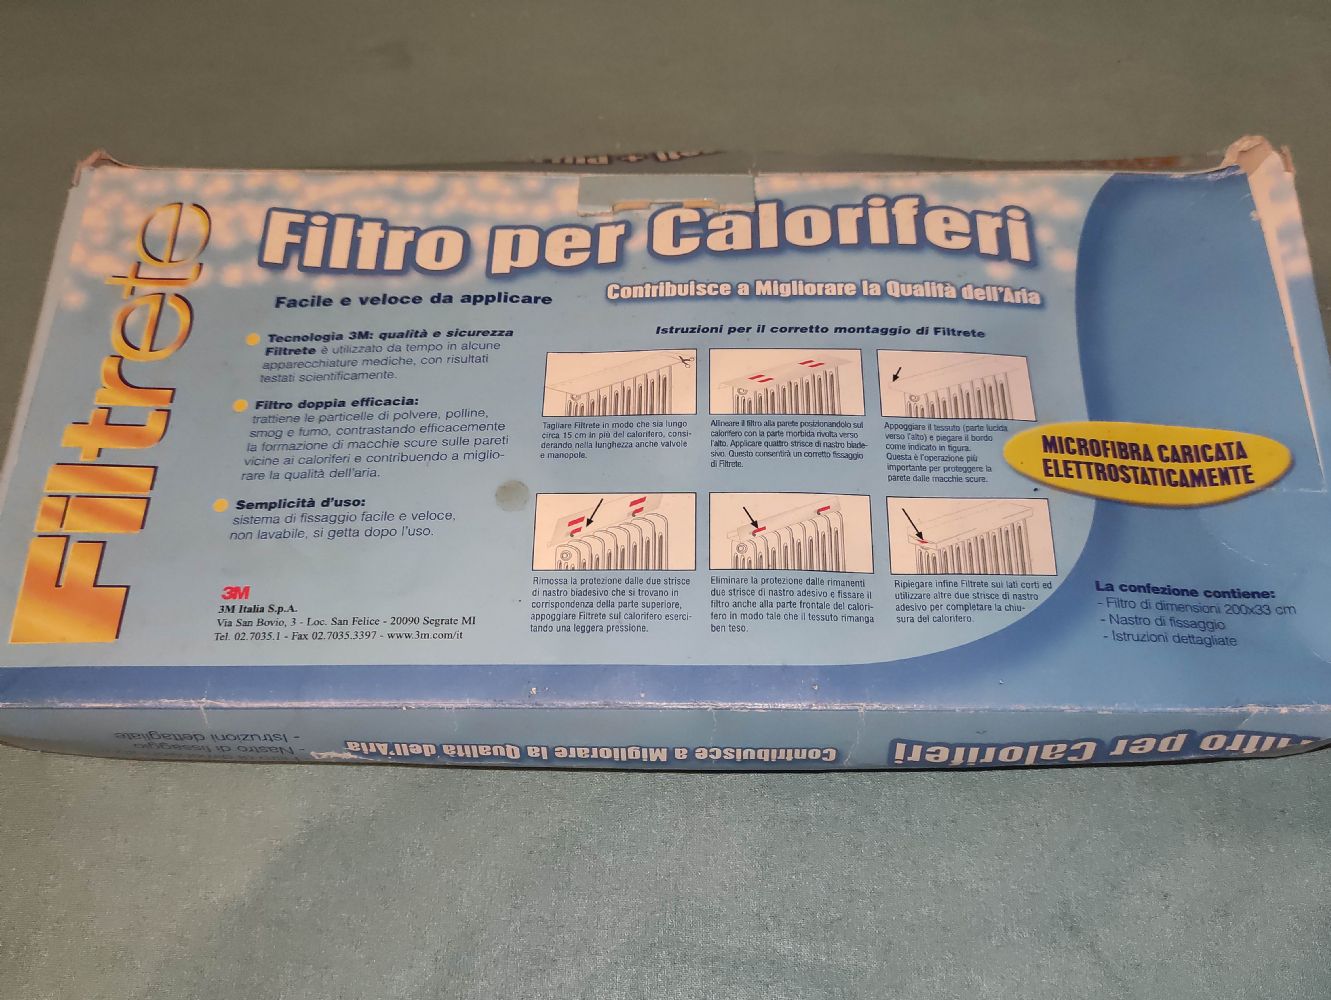 Filtrete
Filtro per Caloriferi
Contribuisce a Migliorare la Qualità dell'Aria
Facile e veloce da applicare
Tecnologia 3M: qualità e sicurezza
Filtrete è utilizzato da tempo in alcune
apparecchiature mediche, con risultati
testati scientificamente.
Filtro doppia efficacia:
trattiene le particelle di polvere, polline,
smog e fumo, contrastando efficacemente
la formazione di macchie scure sulle pareti
vicine ai caloriferi e contribuendo a miglio-
rare la qualità dell'aria.
Semplicità d'uso:
sistema di fissaggio facile e veloce,
non lavabile, si getta dopo l'uso.
3M
3M Italia S.p.A.
Via San Bovio, 3 - Loc. San Felice - 20090 Segrate MI
Tel. 02.7035.1 - Fax 02.7035.3397 - www.3m.com/it
Istruzioni per il corretto montaggio di Filtrete
Tagliare Filtrete in modo che sia lungo
circa 15 cm in più del calorifero, consi-
derando nella lunghezza anche valvole
e manopole.
Allineare il filtro alla parete posizionandolo sul
calorifero con la parte morbida rivolta verso
l'alto. Applicare quattro strisce di nastro biade-
sivo. Questo consentirà un corretto fissaggio
di Filtrete.
Appoggiare il tessuto (parte lucida
verso l'alto) e piegare il bordo
come indicato in figura.
Questa è l'operazione più
importante per proteggere la
parete dalle macchie scure.
Rimossa la protezione dalle due strisce
di nastro biadesivo che si trovano in
corrispondenza della parte superiore,
appoggiare Filtrete sul calorifero eserci-
tando una leggera pressione.
Eliminare la protezione dalle rimanenti
due strisce di nastro adesivo e fissare il
filtro anche alla parte frontale del calori-
fero in modo tale che il tessuto rimanga
ben teso.
Ripiegare infine Filtrete sui lati corti ed
utilizzare altre due strisce di nastro
adesivo per completare la chiu-
sura del calorifero.
MICROFIBRA CARICATA
ELETTROSTATICAMENTE
La confezione contiene:
- Filtro di dimensioni 200x33 cm
- Nastro di fissaggio
- Istruzioni dettagliate
Filtro per Caloriferi
Contribuisce a Migliorare la Qualità dell'Aria
- Nastro di fissaggio
- Istruzioni dettagliate